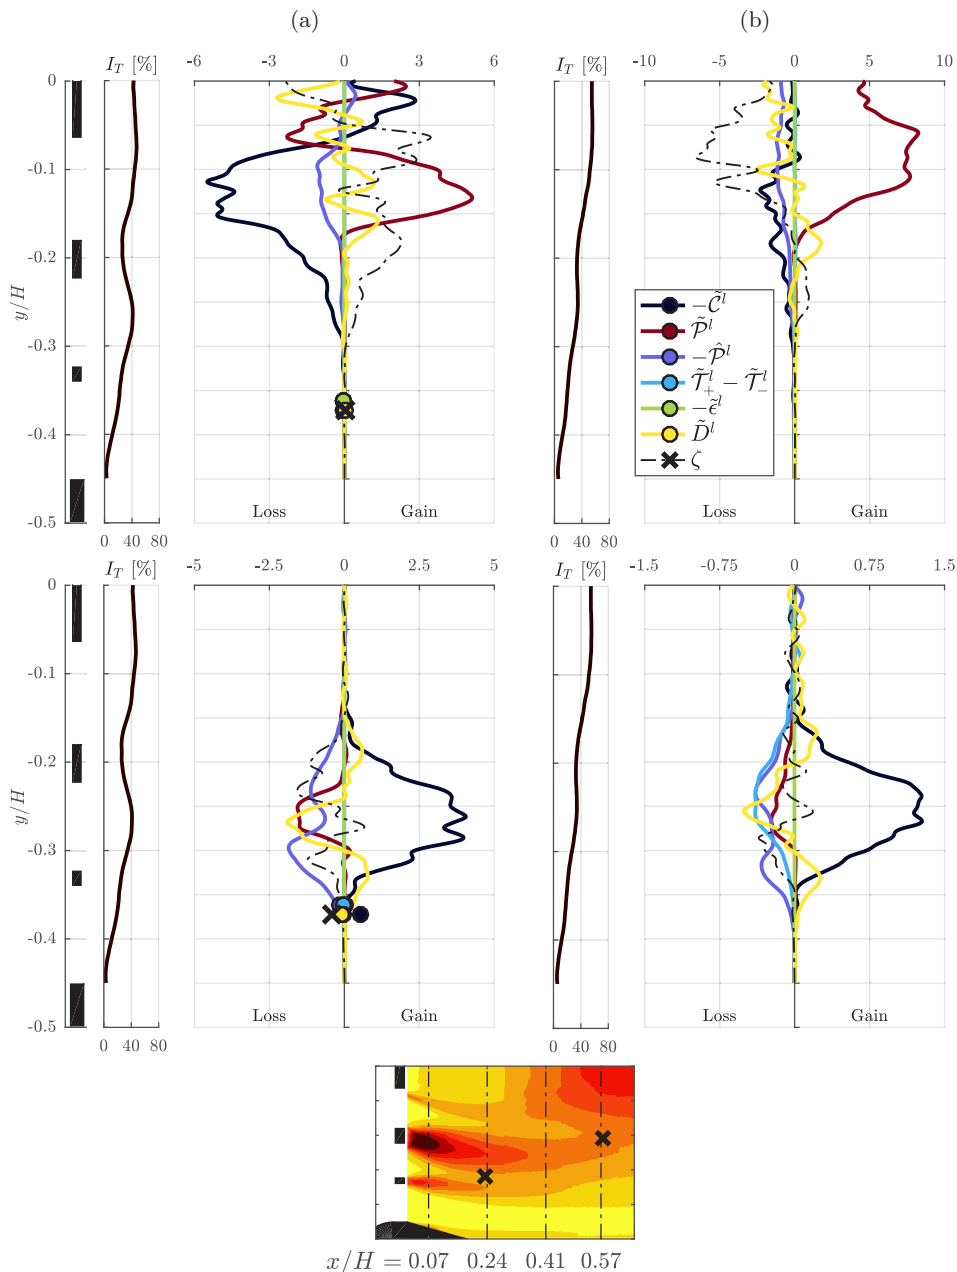 (a) (b)
I_T [%] -6 -3 0 3 6 I_T [%] -10 -5 0 5 10
0
-0.1
-0.2
y/H
-0.3
-0.4
-0.5
Loss Gain
0 40 80
-C̃^l
P̃^l
-P̂^l
T̃^l_+ - T̃^l_-
-ϵ̃^l
D̃^l
ζ
Loss Gain
0 40 80
I_T [%] -5 -2.5 0 2.5 5 I_T [%] -1.5 -0.75 0 0.75 1.5
0
-0.1
-0.2
y/H
-0.3
-0.4
-0.5
Loss Gain
0 40 80
Loss Gain
0 40 80
x/H = 0.07 0.24 0.41 0.57